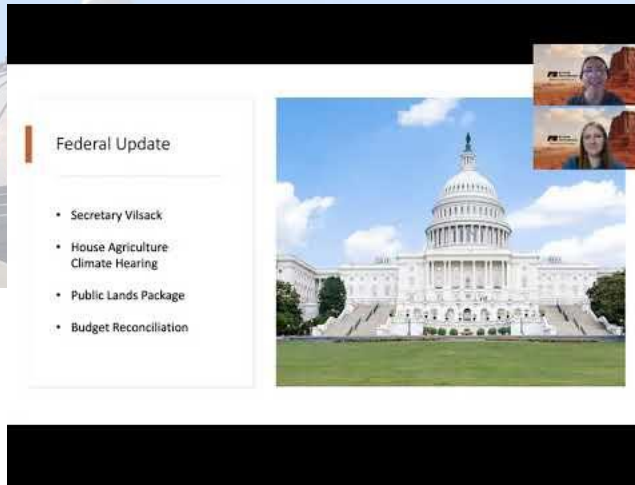 Federal Update
• Secretary Vilsack
• House Agriculture
Climate Hearing
• Public Lands Package
• Budget Reconciliation